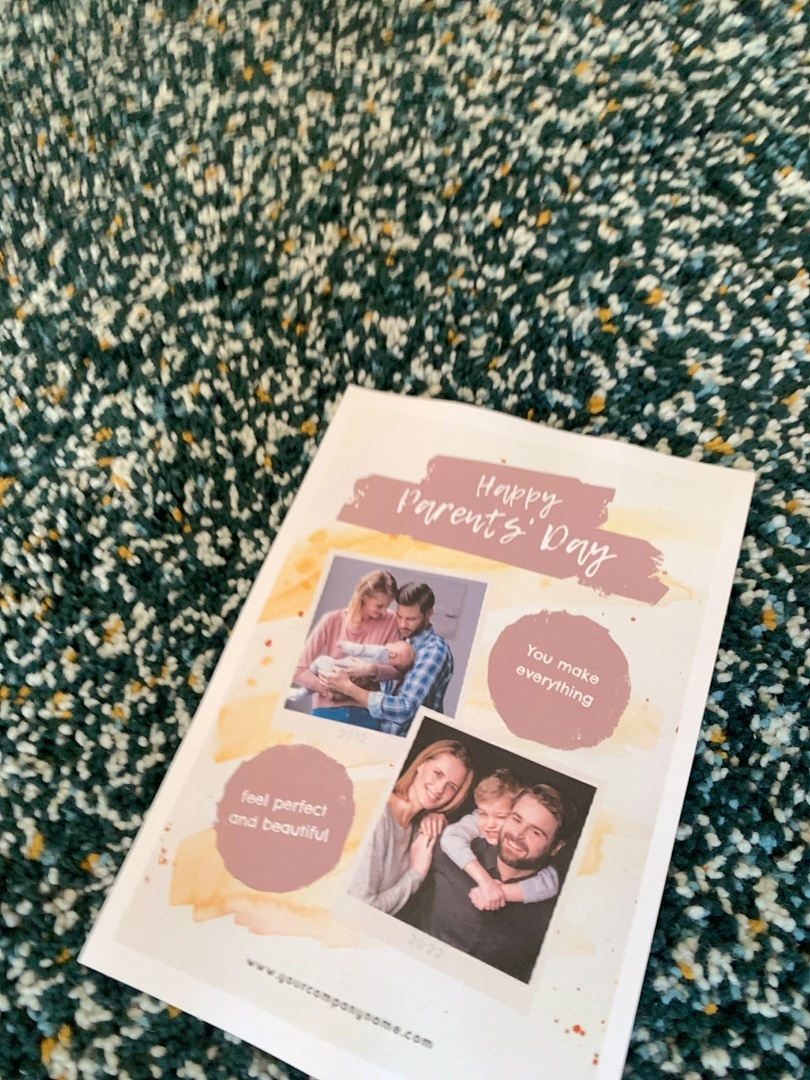 Happy
Parents' Day
You make
everything
2012
feel perfect
and beautiful
2022
www.yourcompanyname.com